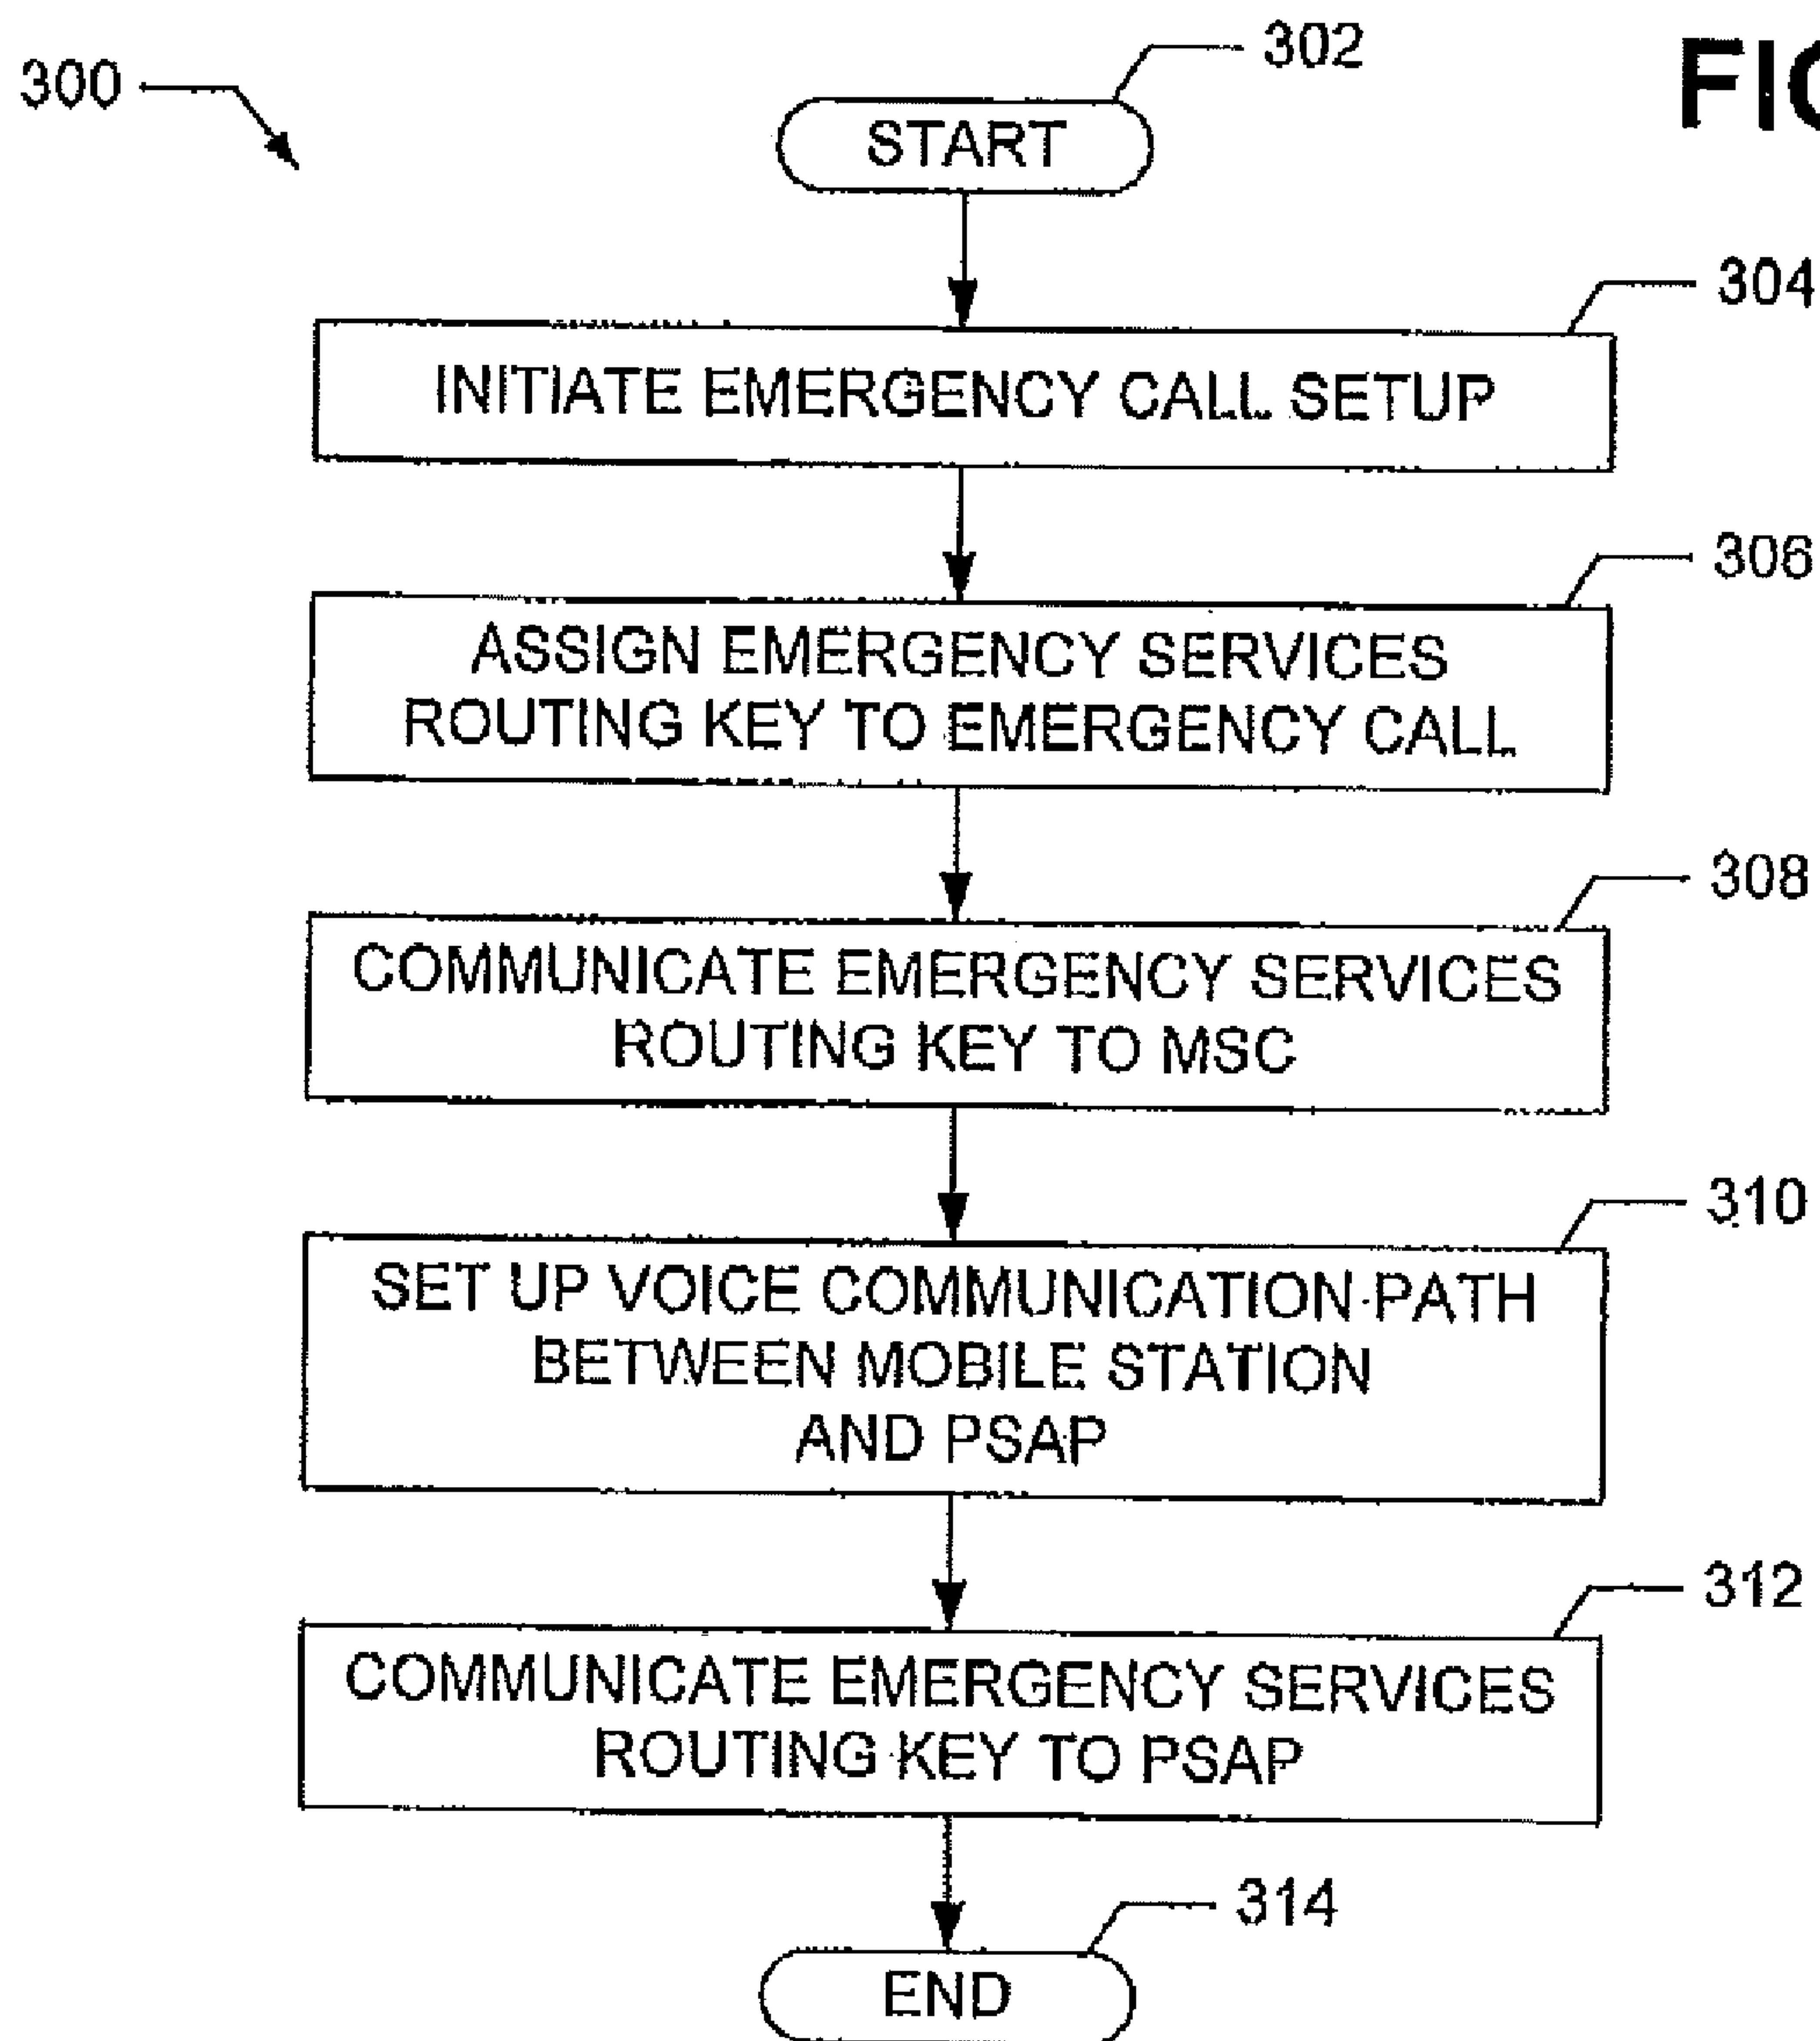 302
FIG
300
START
304
INITIATE EMERGENCY CALL SETUP
306
ASSIGN EMERGENCY SERVICES
ROUTING KEY TO EMERGENCY CALL
308
COMMUNICATE EMERGENCY SERVICES
ROUTING KEY TO MSC
310
SET UP VOICE COMMUNICATION PATH
BETWEEN MOBILE STATION
AND PSAP
312
COMMUNICATE EMERGENCY SERVICES
ROUTING KEY TO PSAP
314
END